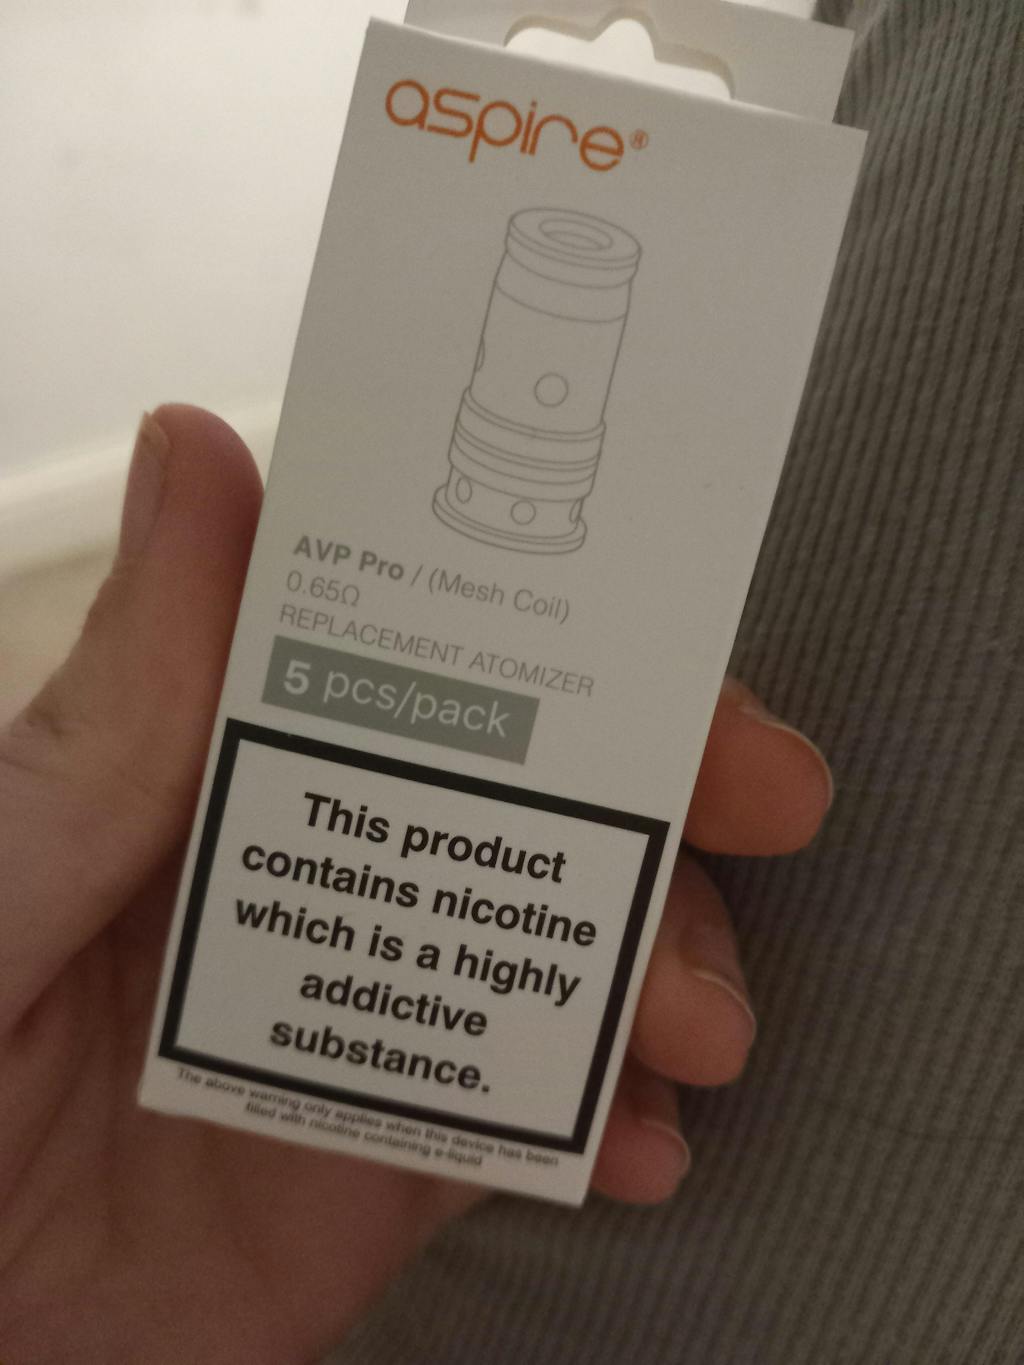 aspire®
AVP Pro / (Mesh Coil)
0.65Ω
REPLACEMENT ATOMIZER
5 pcs/pack
This product
contains nicotine
which is a highly
addictive
substance.
The above warning only applies when this device has been
filled with nicotine containing e-liquid